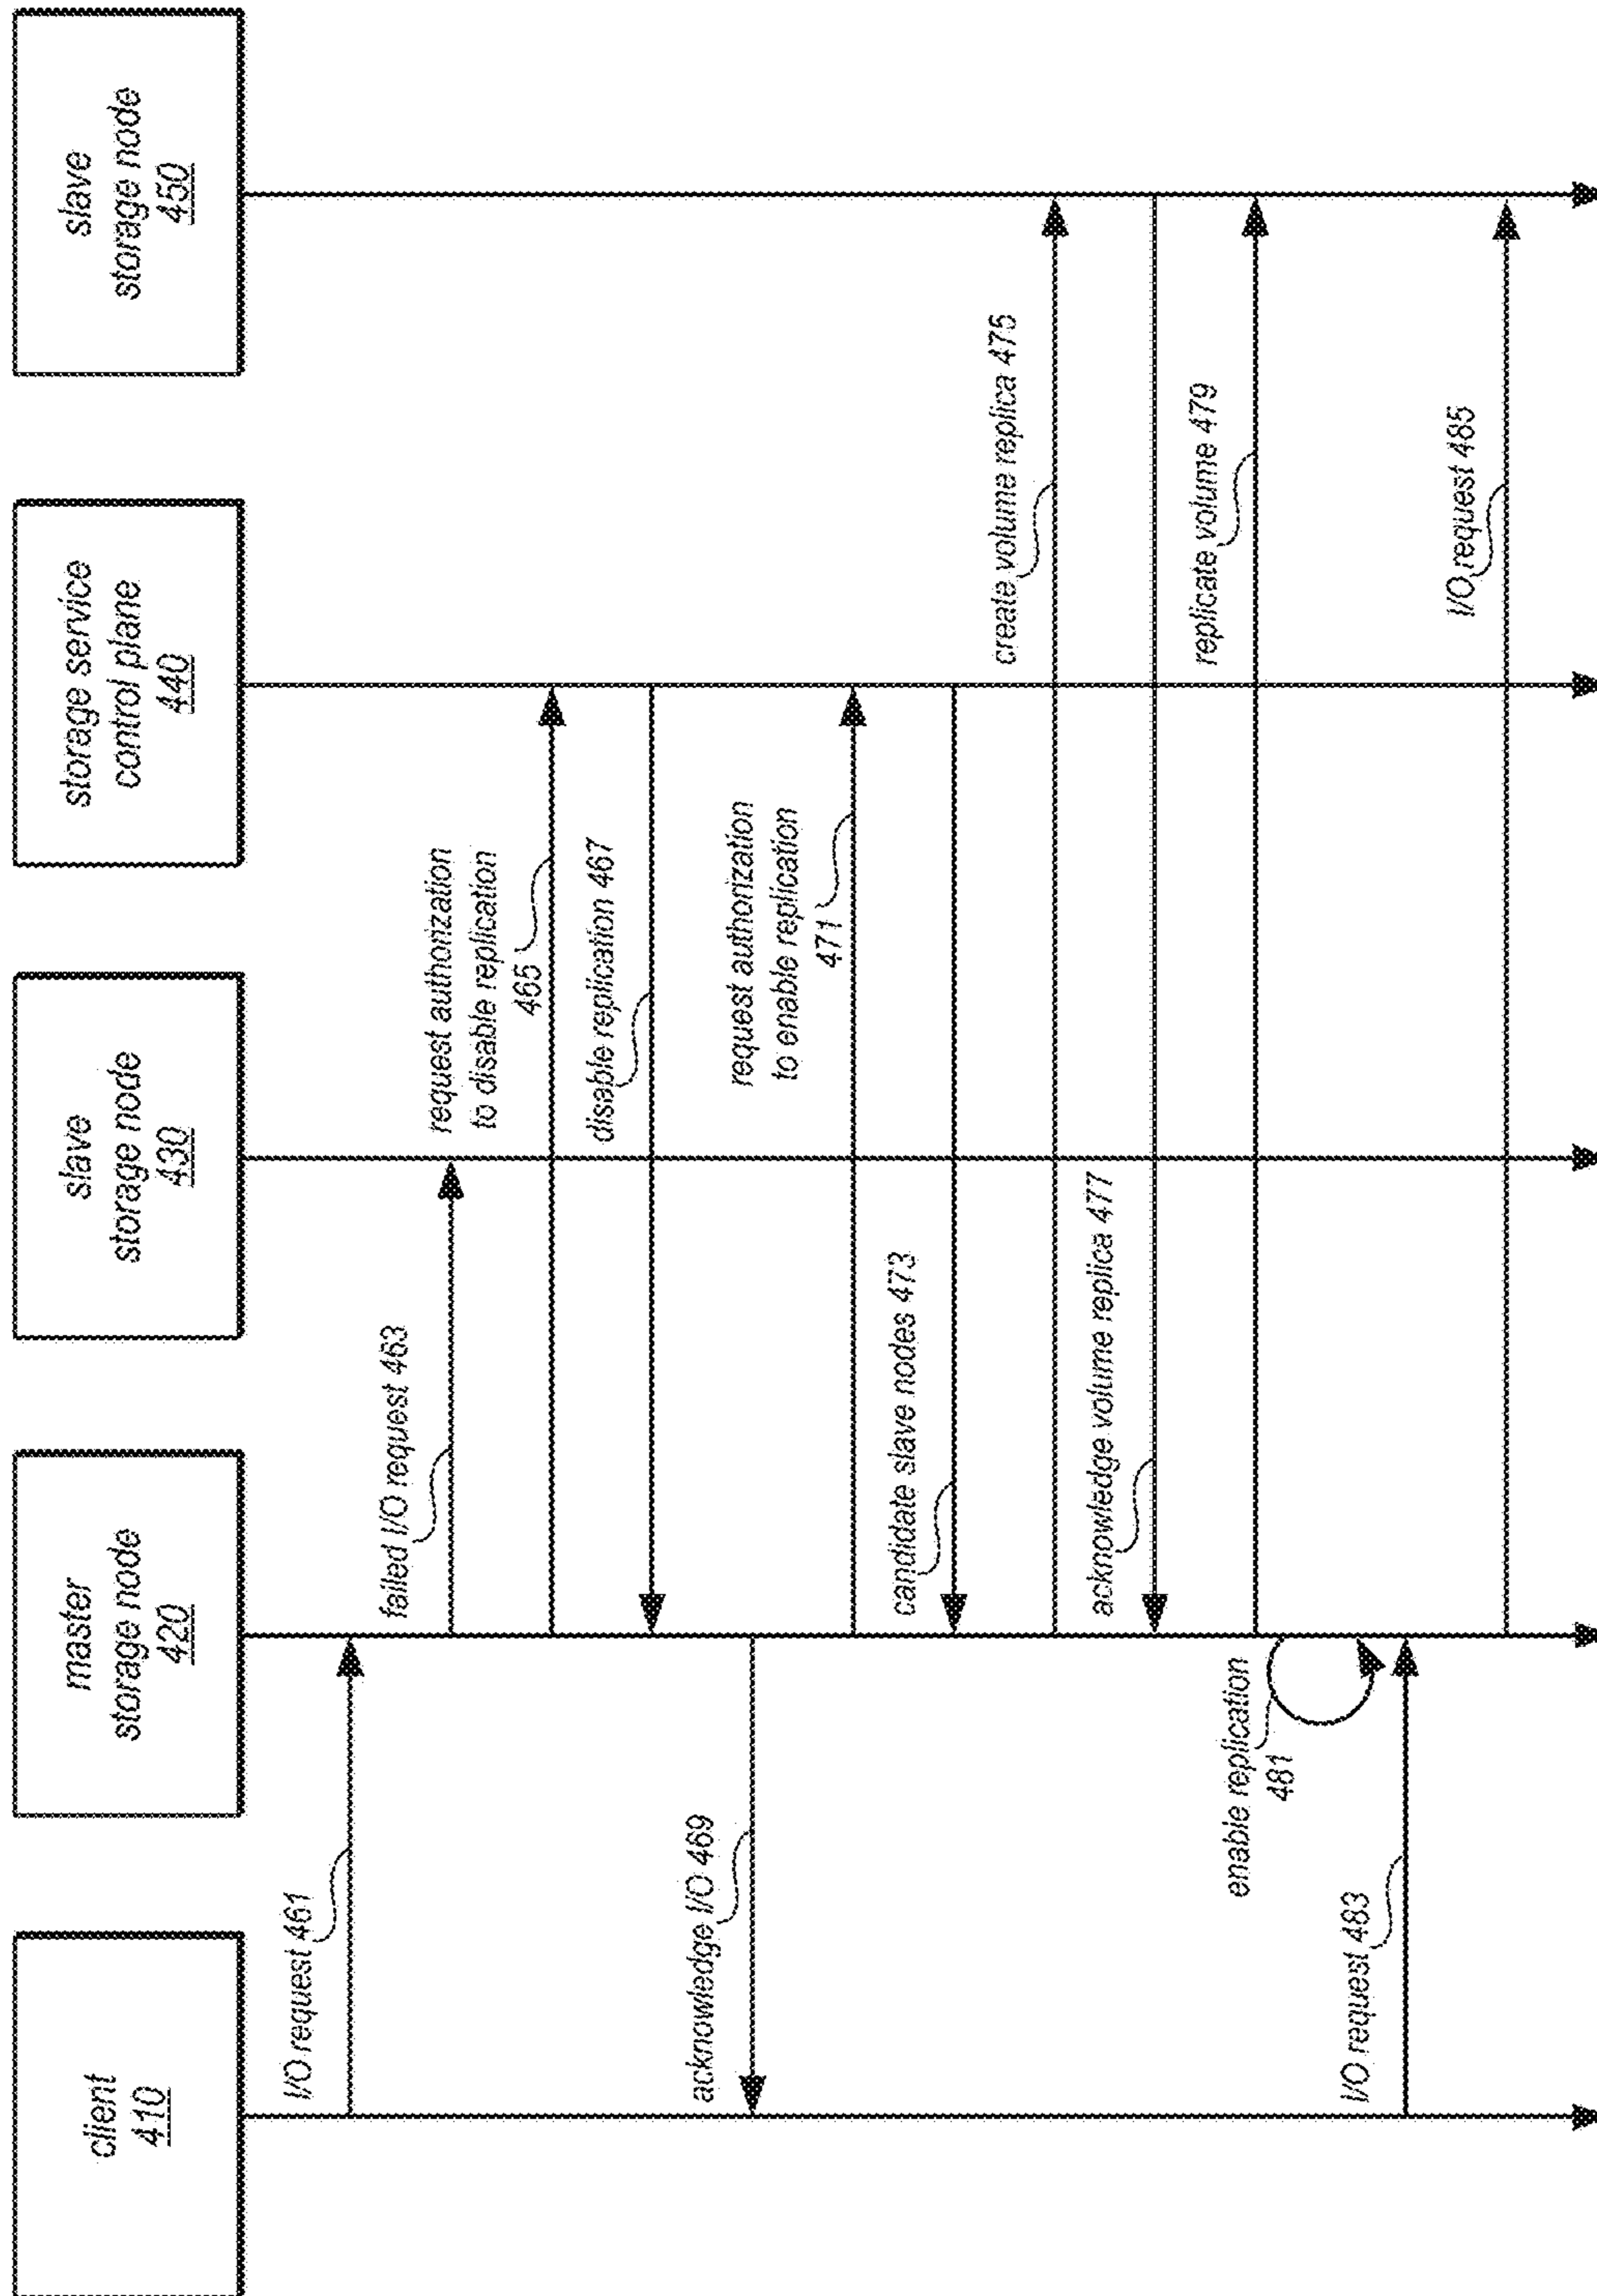 client
410
master
storage node
420
slave
storage node
430
storage service
control plane
440
slave
storage node
450
I/O request 461
failed I/O request 463
request authorization
to disable replication
465
disable replication 467
acknowledge I/O 469
request authorization
to enable replication
471
candidate slave nodes 473
create volume replica 475
acknowledge volume replica 477
replicate volume 479
enable replication
481
I/O request 483
I/O request 485